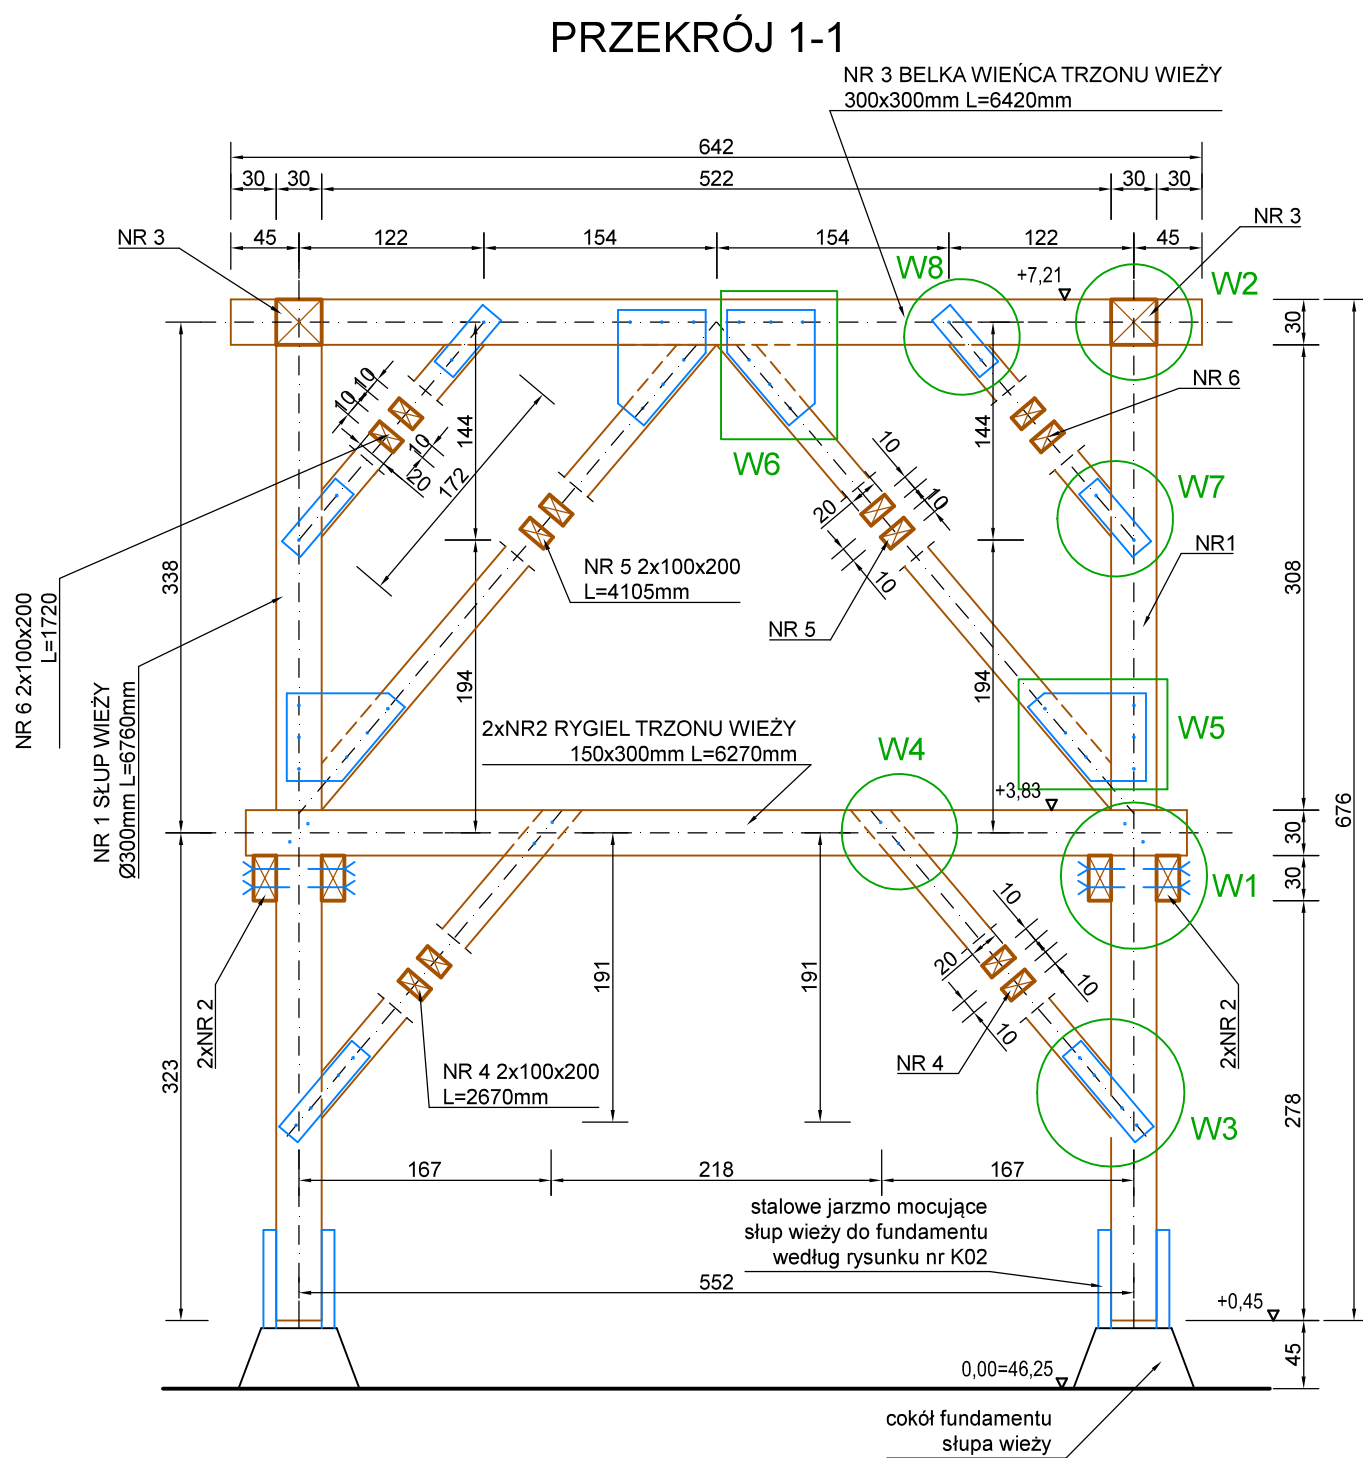 PRZEKRÓJ 1-1
NR 3 BELKA WIEŃCA TRZONU WIEŻY
300x300mm L=6420mm
642
30
30
522
30
30
NR 3
NR 3
45
122
154
154
122
45
W8
+7,21
W2
30
NR 6
10
10
10
20
172
144
W6
10
10
20
10
144
W7
NR1
338
NR 5 2x100x200
L=4105mm
NR 5
308
676
NR 6 2x100x200
L=1720
NR 1 SŁUP WIEŻY
Ø300mm L=6760mm
194
194
2xNR2 RYGIEL TRZONU WIEŻY
150x300mm L=6270mm
W4
W5
+3,83
30
30
W1
10
20
10
10
191
191
2xNR 2
2xNR 2
323
NR 4 2x100x200
L=2670mm
NR 4
278
W3
167
218
167
stalowe jarzmo mocujące
słup wieży do fundamentu
według rysunku nr K02
552
+0,45
0,00=46,25
45
cokół fundamentu
słupa wieży